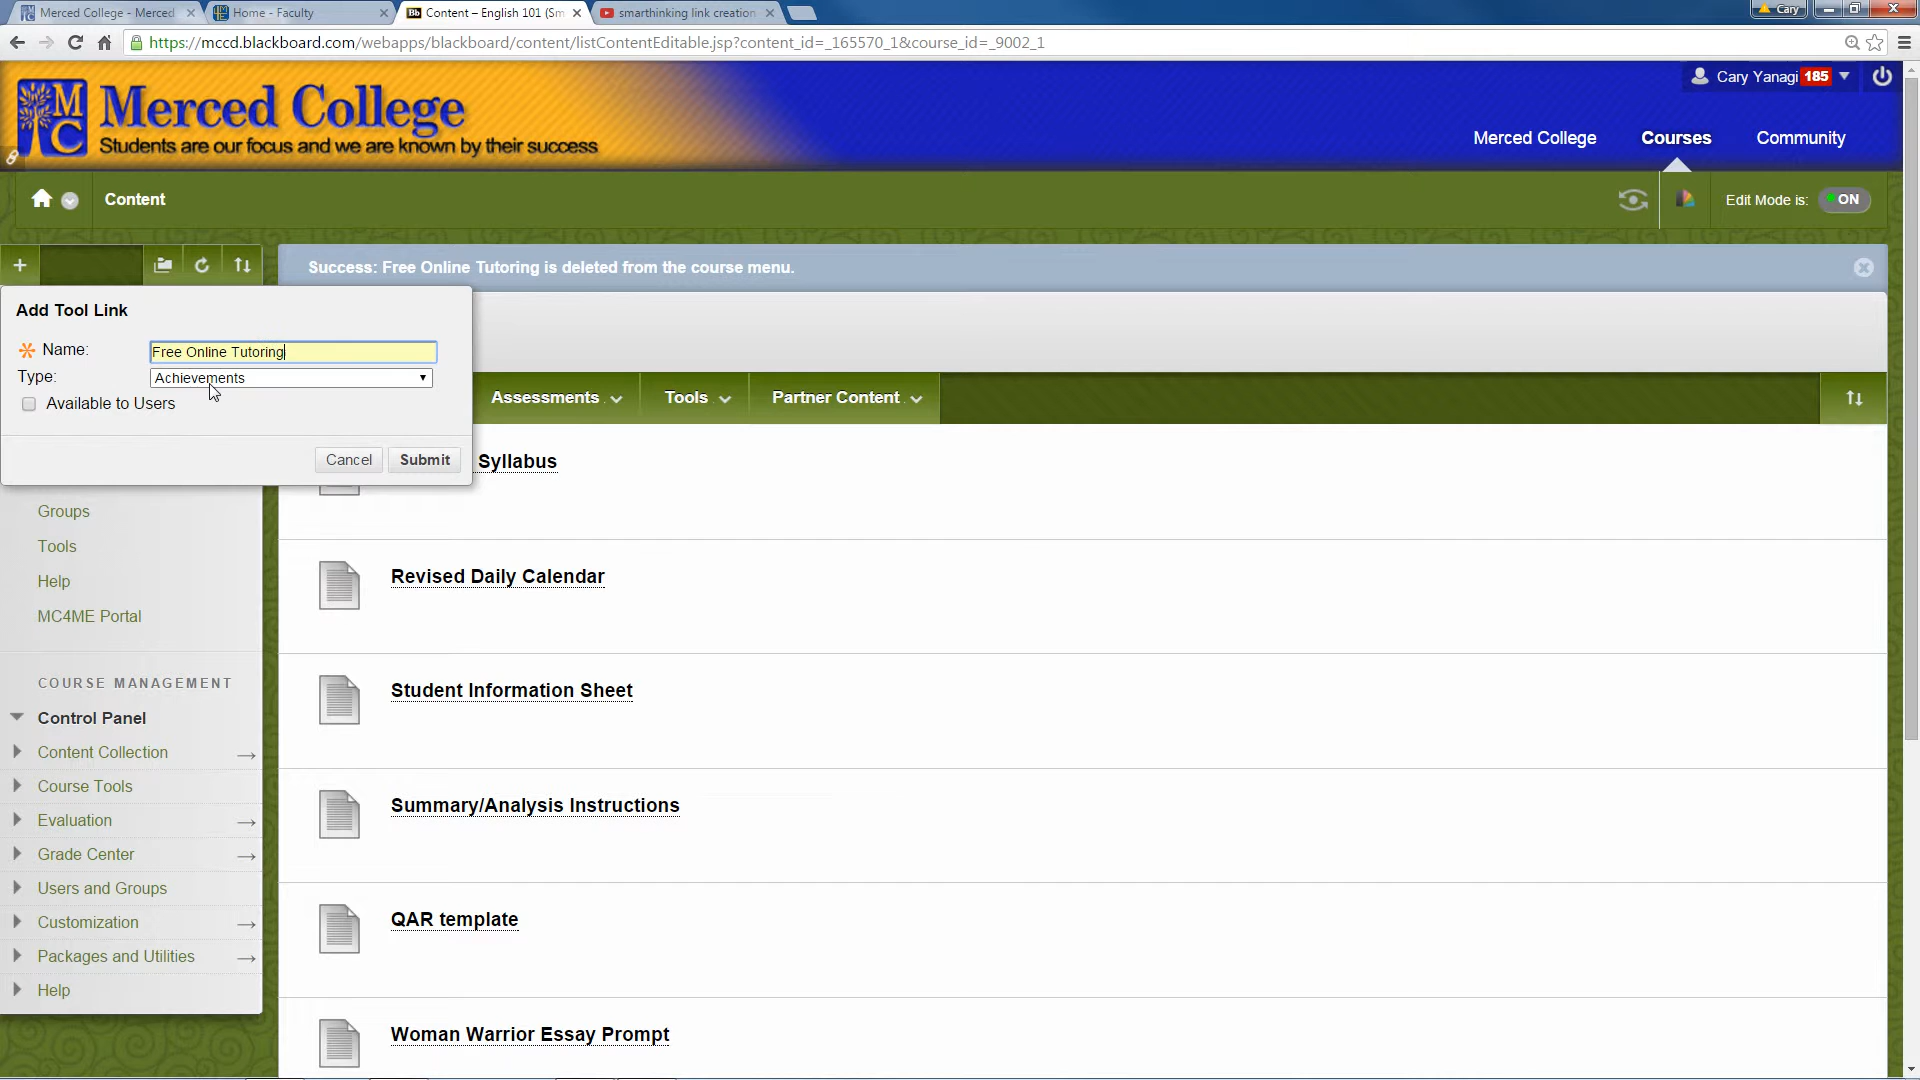 Merced College - Merced
Home - Faculty
Bb Content – English 101 (Sm
smarthinking link creation
Cary
https://mccd.blackboard.com/webapps/blackboard/content/listContentEditable.jsp?content_id=_165570_1&course_id=_9002_1
MC
Merced College
Students are our focus and we are known by their success
Cary Yanagi 185
Merced College
Courses
Community
Content
Edit Mode is: ON
Success: Free Online Tutoring is deleted from the course menu.
Add Tool Link
Name: Free Online Tutoring
Type: Achievements
Available to Users
Cancel
Submit
Assessments
Tools
Partner Content
Syllabus
Groups
Tools
Help
MC4ME Portal
COURSE MANAGEMENT
Control Panel
Content Collection
Course Tools
Evaluation
Grade Center
Users and Groups
Customization
Packages and Utilities
Help
Revised Daily Calendar
Student Information Sheet
Summary/Analysis Instructions
QAR template
Woman Warrior Essay Prompt